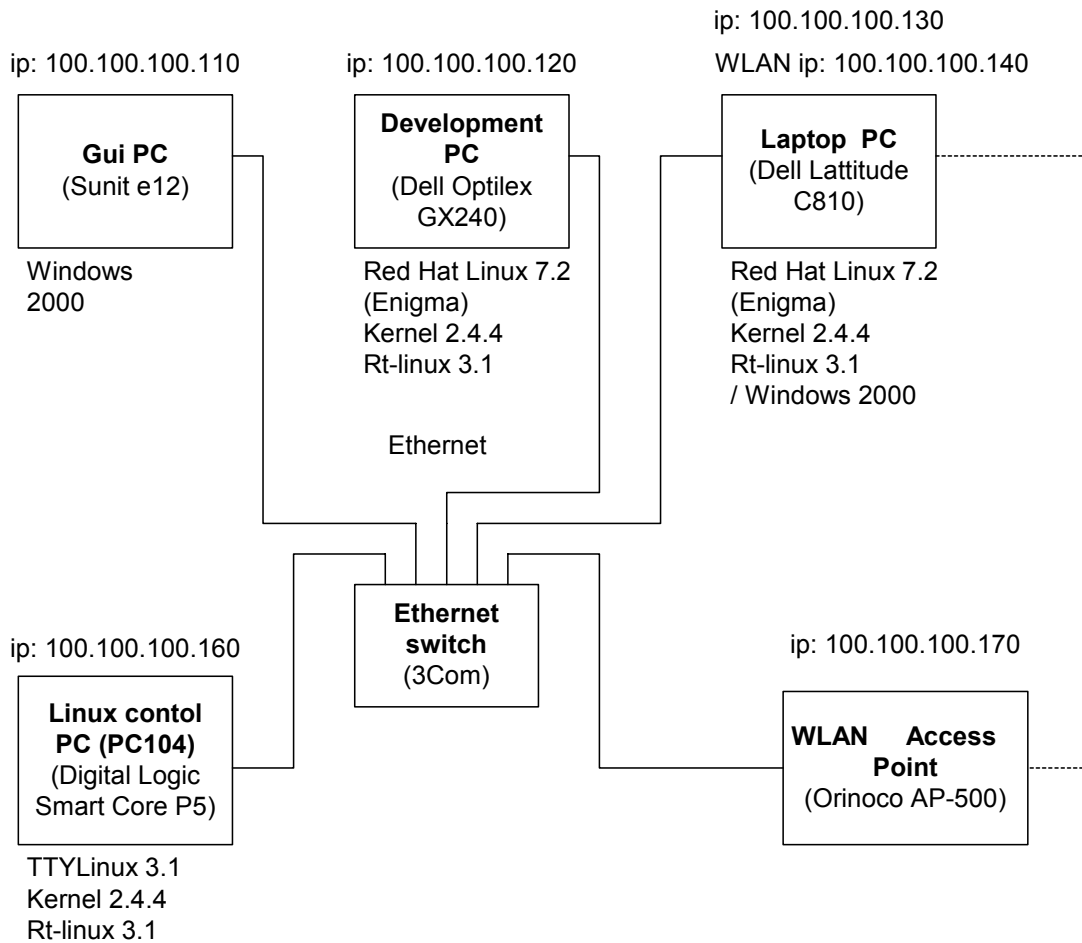 ip: 100.100.100.110
Gui PC
(Sunit e12)
Windows
2000
ip: 100.100.100.120
Development
PC
(Dell Optilex
GX240)
Red Hat Linux 7.2
(Enigma)
Kernel 2.4.4
Rt-linux 3.1
ip: 100.100.100.130
WLAN ip: 100.100.100.140
Laptop PC
(Dell Lattitude
C810)
Red Hat Linux 7.2
(Enigma)
Kernel 2.4.4
Rt-linux 3.1
/ Windows 2000
Ethernet
Ethernet
switch
(3Com)
ip: 100.100.100.160
Linux contol
PC (PC104)
(Digital Logic
Smart Core P5)
TTYLinux 3.1
Kernel 2.4.4
Rt-linux 3.1
ip: 100.100.100.170
WLAN Access
Point
(Orinoco AP-500)